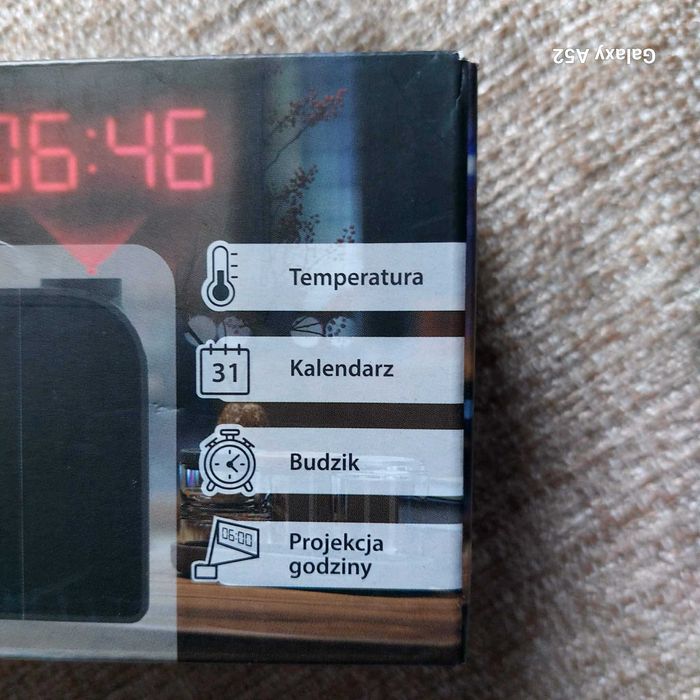 Galaxy A52
06:46
Temperatura
31
Kalendarz
Budzik
06:00
Projekcja
godziny